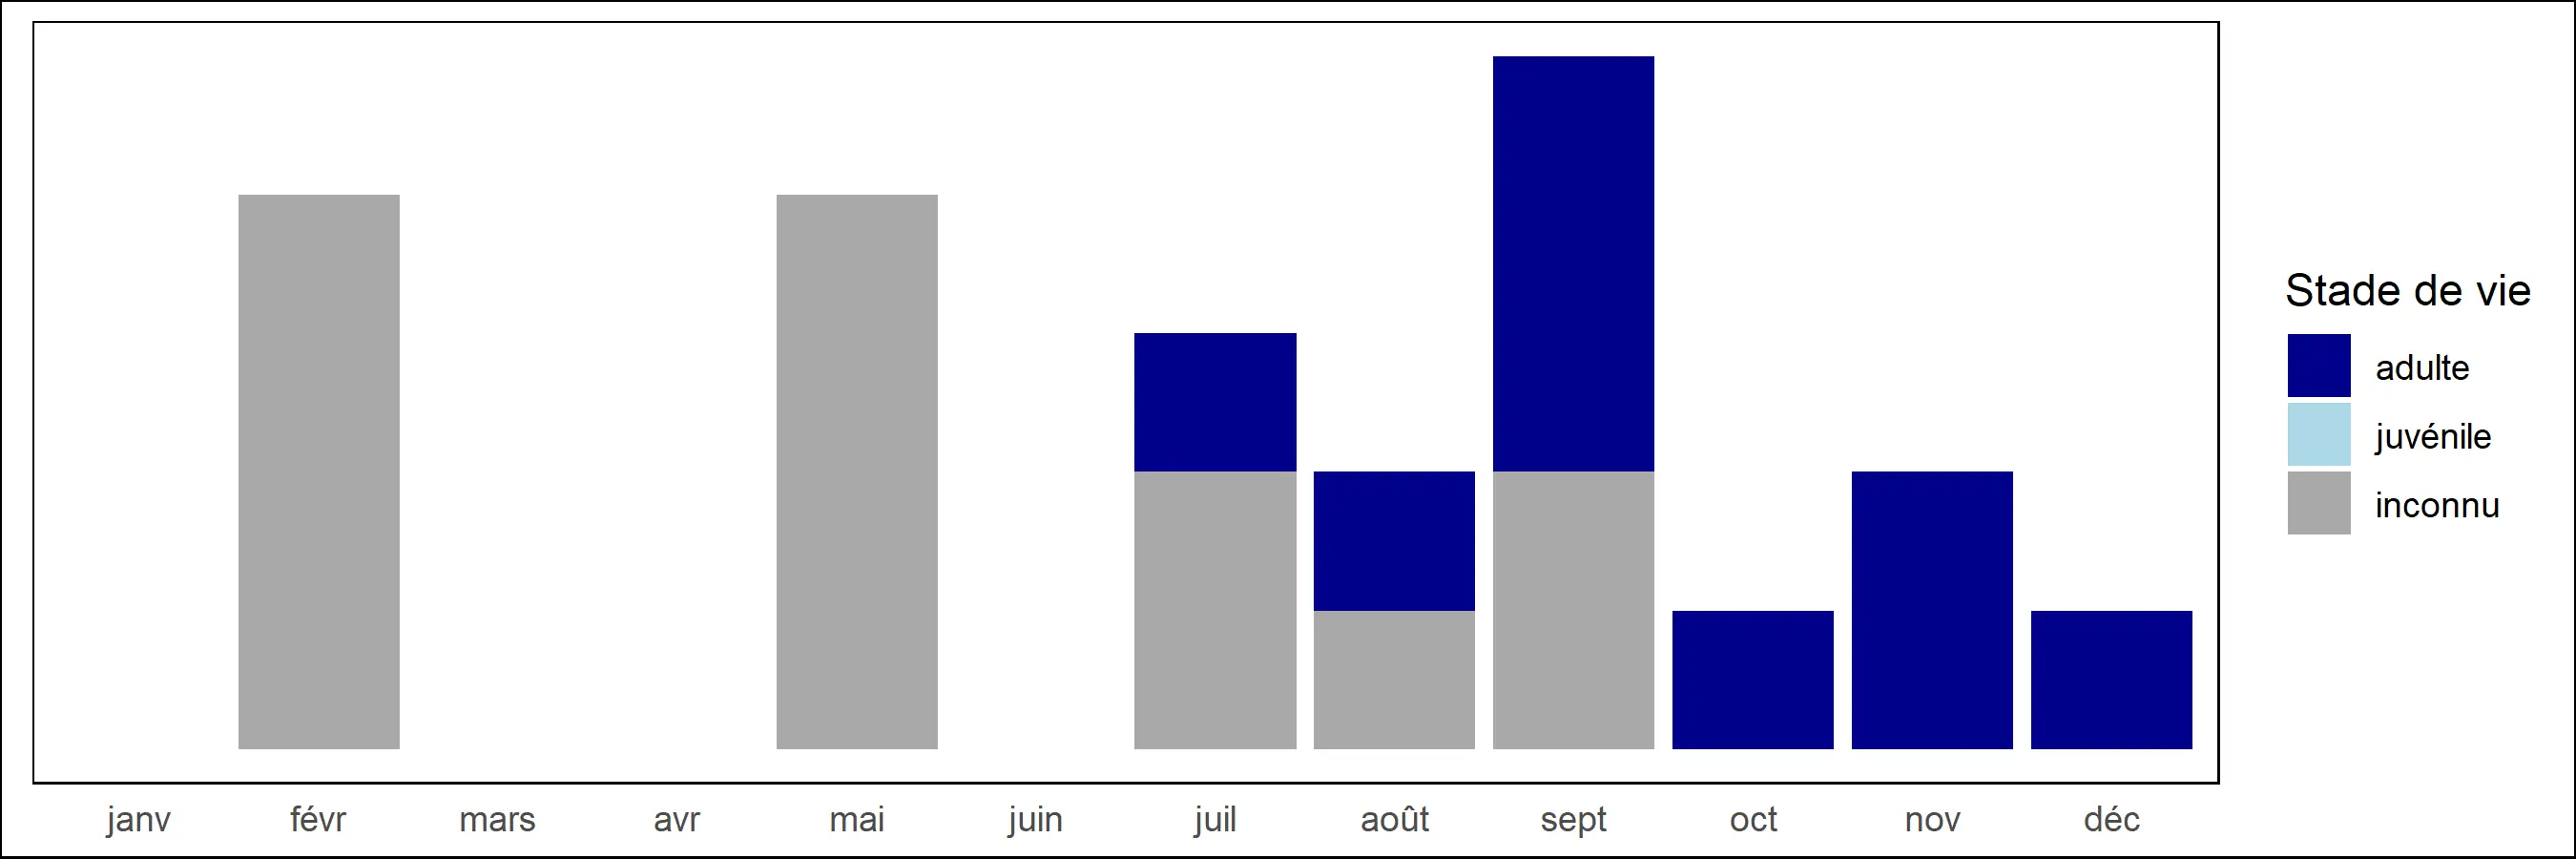 Stade de vie
adulte
juvénile
inconnu
janv févr mars avr mai juin juil août sept oct nov déc